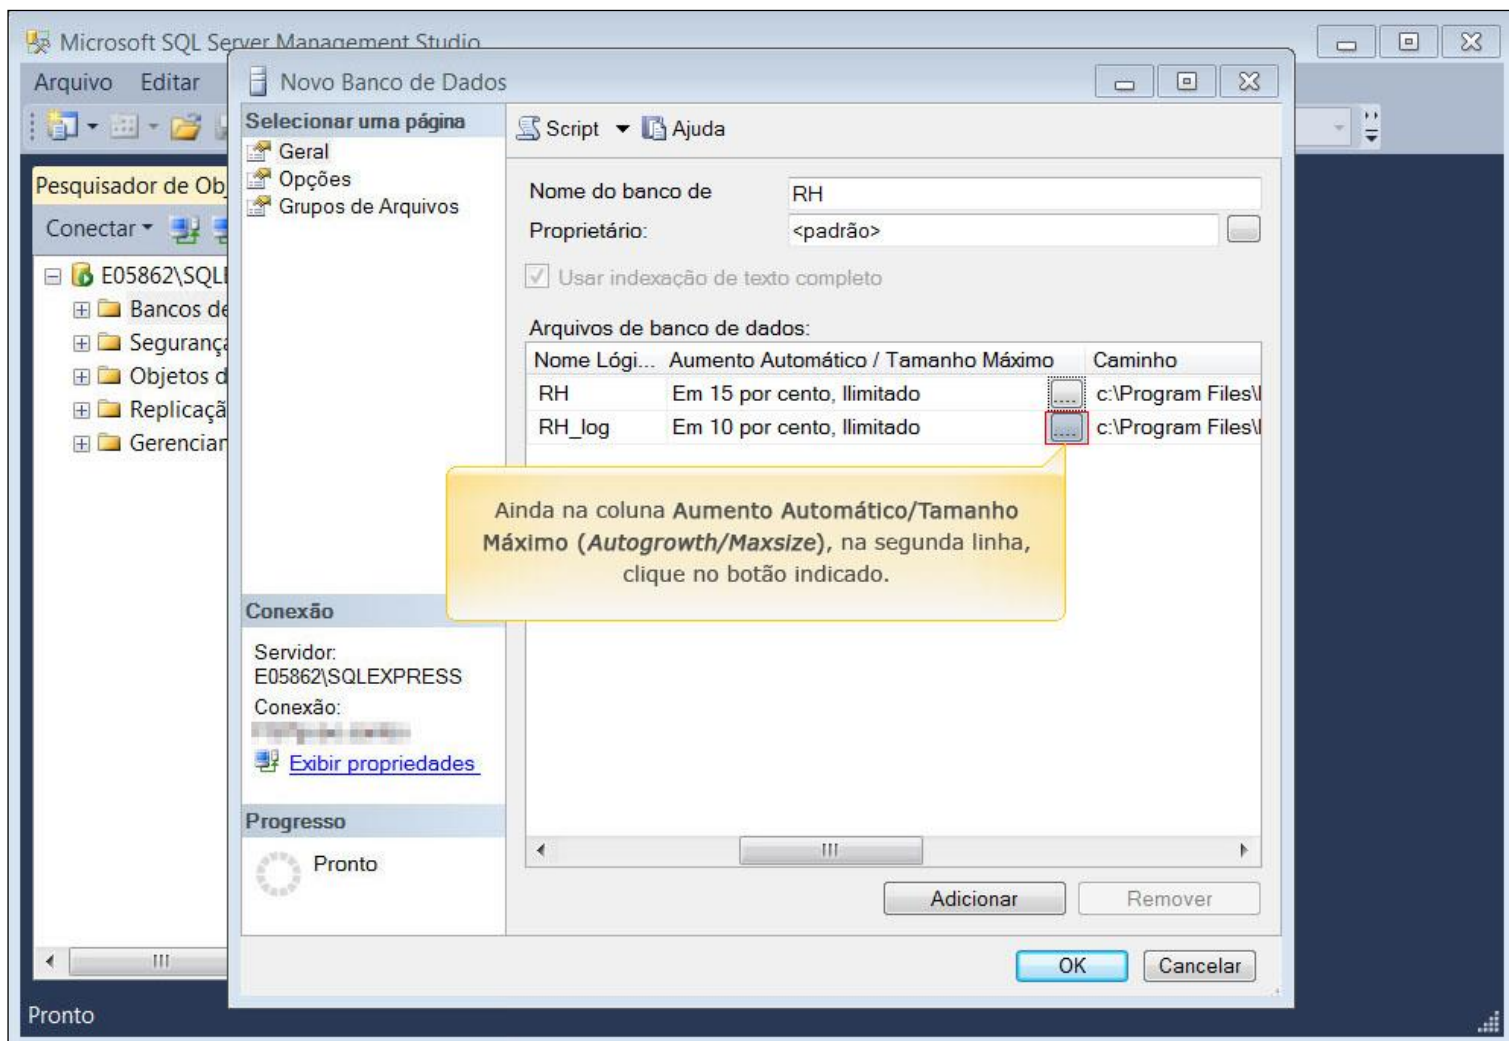 Microsoft SQL Server Management Studio
Arquivo Editar
Novo Banco de Dados
Selecionar uma página
Geral
Opções
Grupos de Arquivos
Script
Ajuda
Pesquisador de Obj
Conectar
E05862\SQLE
Bancos de
Segurança
Objetos d
Replicaçã
Gerencian
Nome do banco de
RH
Proprietário:
<padrão>
Usar indexação de texto completo
Arquivos de banco de dados:
Nome Lógi... Aumento Automático / Tamanho Máximo Caminho
RH Em 15 por cento, Ilimitado .... c:\Program Files\
RH_log Em 10 por cento, Ilimitado .... c:\Program Files\
Ainda na coluna Aumento Automático/Tamanho
Máximo (Autogrowth/Maxsize), na segunda linha,
clique no botão indicado.
Conexão
Servidor:
E05862\SQLEXPRESS
Conexão:
Exibir propriedades
Progresso
Pronto
Adicionar
Remover
OK
Cancelar
Pronto